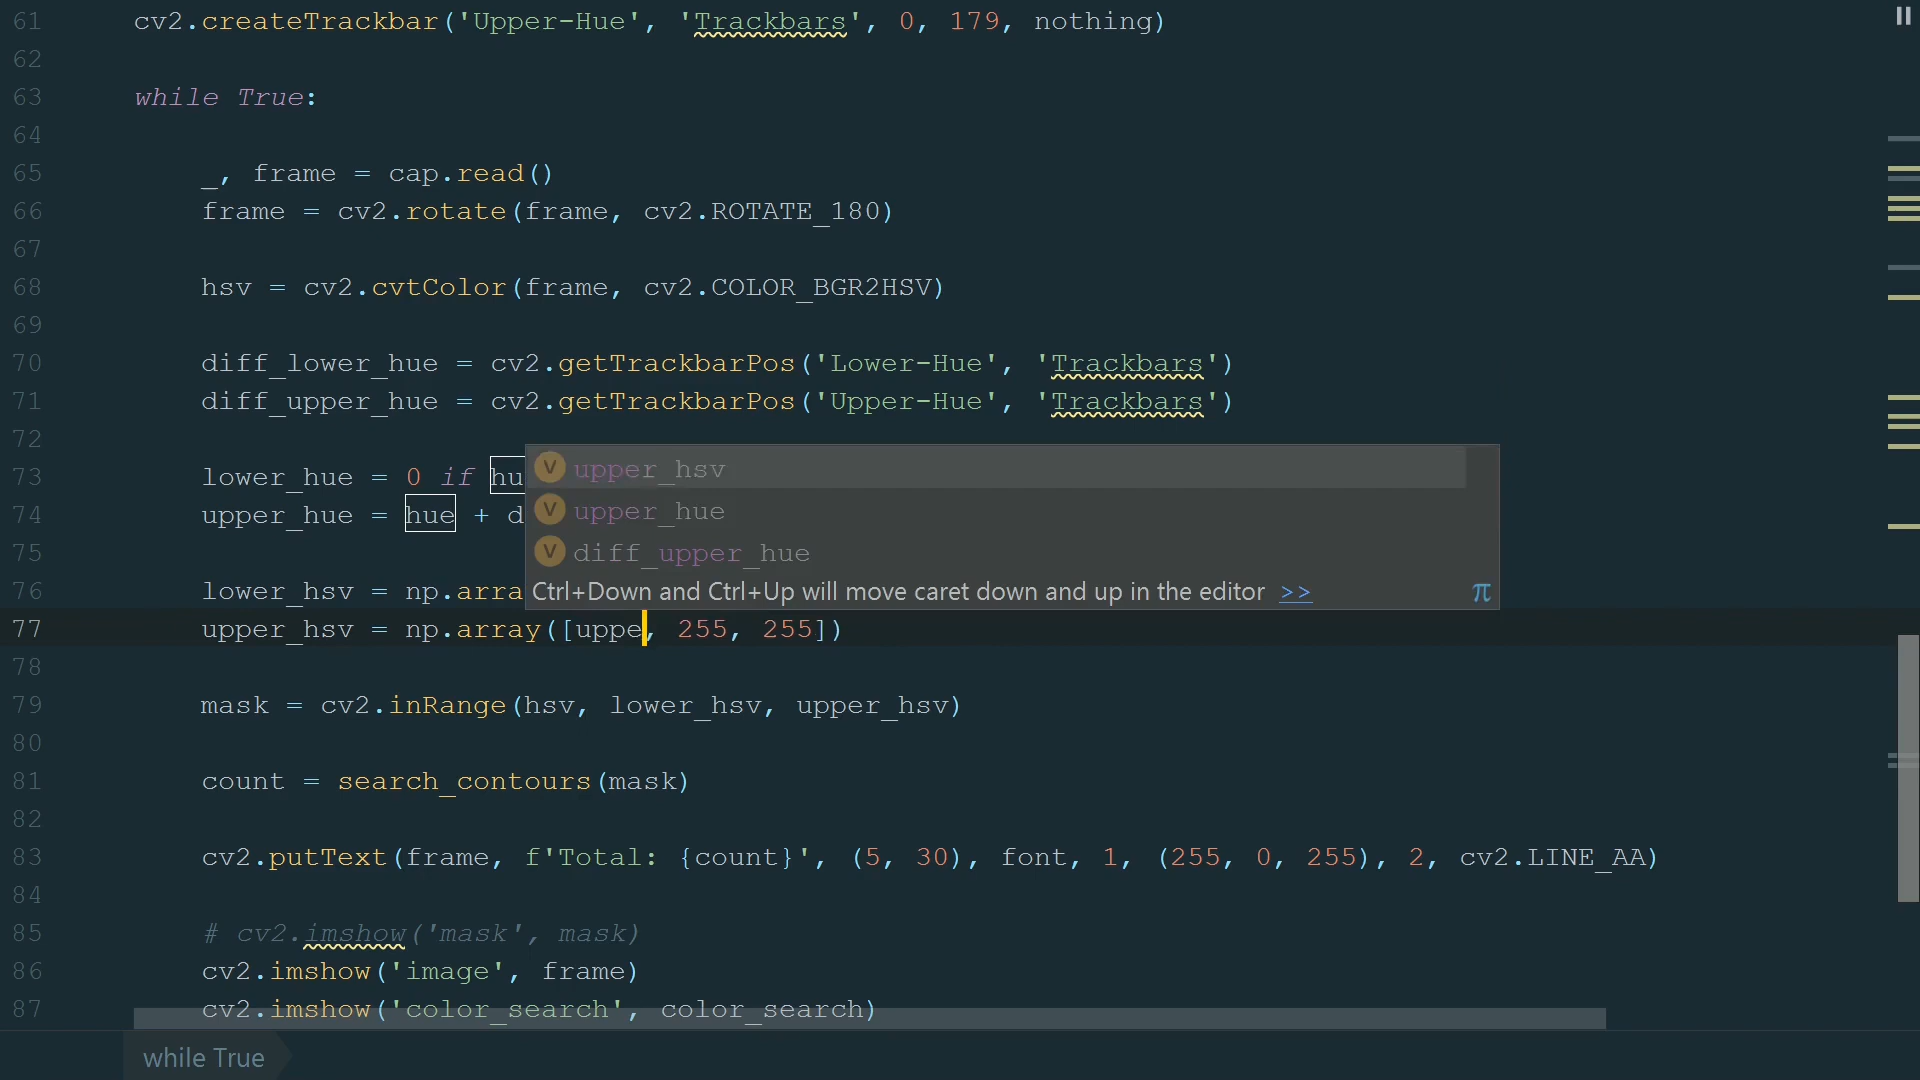 61 cv2.createTrackbar('Upper-Hue', 'Trackbars', 0, 179, nothing)
62
63 while True:
64
65 _, frame = cap.read()
66 frame = cv2.rotate(frame, cv2.ROTATE_180)
67
68 hsv = cv2.cvtColor(frame, cv2.COLOR_BGR2HSV)
69
70 diff_lower_hue = cv2.getTrackbarPos('Lower-Hue', 'Trackbars')
71 diff_upper_hue = cv2.getTrackbarPos('Upper-Hue', 'Trackbars')
72
73 lower_hue = 0 if hu
74 upper_hue = hue + d
75
76 lower_hsv = np.arra
upper_hsv
upper_hue
diff_upper_hue
Ctrl+Down and Ctrl+Up will move caret down and up in the editor >> π
77 upper_hsv = np.array([uppe, 255, 255])
78
79 mask = cv2.inRange(hsv, lower_hsv, upper_hsv)
80
81 count = search_contours(mask)
82
83 cv2.putText(frame, f'Total: {count}', (5, 30), font, 1, (255, 0, 255), 2, cv2.LINE_AA)
84
85 # cv2.imshow('mask', mask)
86 cv2.imshow('image', frame)
87 cv2.imshow('color_search', color_search)
while True